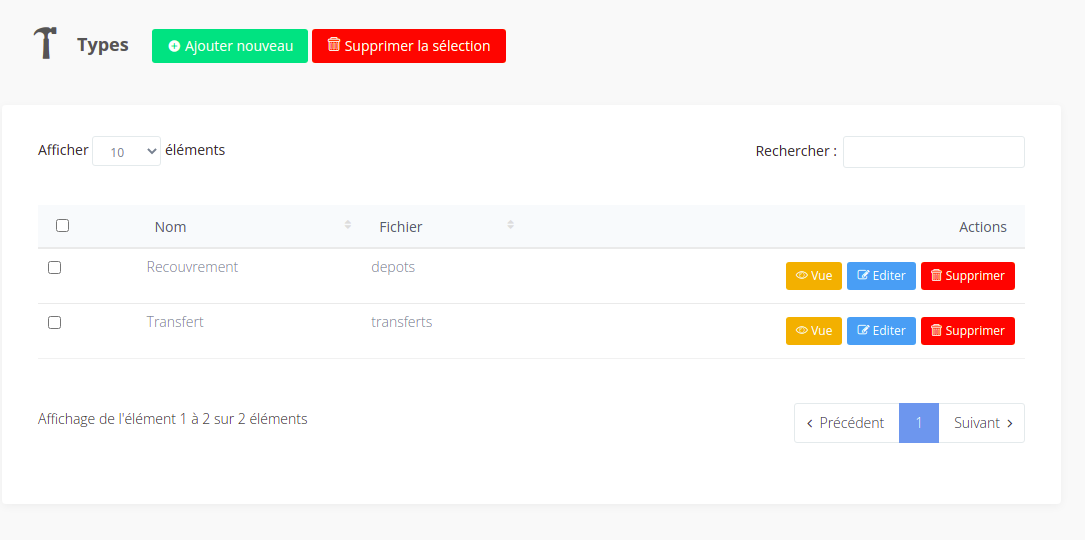 Types Ajouter nouveau Supprimer la sélection
Afficher 10 éléments Rechercher :
Nom Fichier Actions
Recouvrement depots Vue Editer Supprimer
Transfert transferts Vue Editer Supprimer
Affichage de l'élément 1 à 2 sur 2 éléments Précédent 1 Suivant